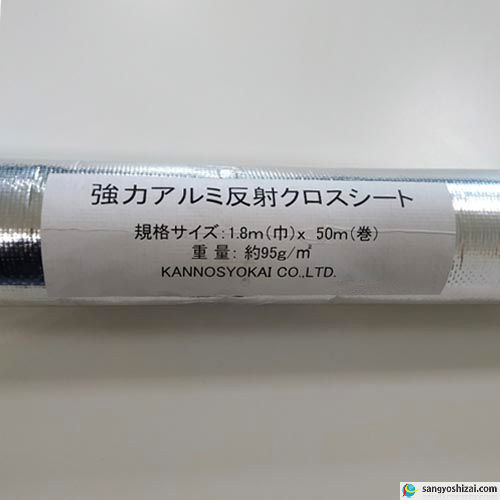 強力アルミ反射クロスシート
規格サイズ:1.8m(巾)x 50m(巻)
重量: 約95g/㎡
KANNOSYOKAI CO.,LTD.
sangyoshizai.com